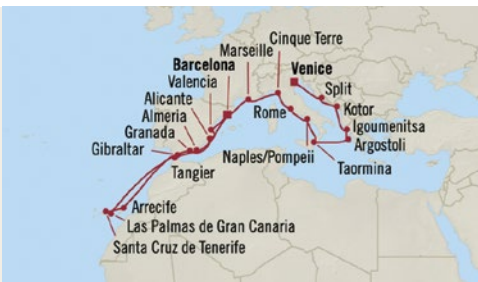 Cinque Terre
Marseille
Barcelona
Venice
Valencia
Split
Alicante
Kotor
Almeria
Rome
Igoumenitsa
Granada
Argostoli
Gibraltar
Naples/Pompeii
Tangier
Taormina
Arrecife
Las Palmas de Gran Canaria
Santa Cruz de Tenerife